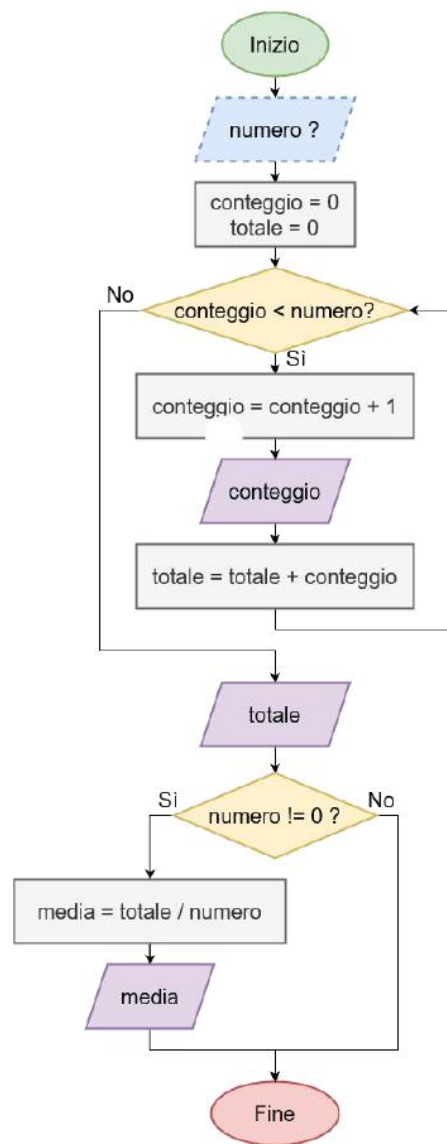 Inizio
numero ?
conteggio = 0
totale = 0
No
conteggio < numero?
Sì
conteggio = conteggio + 1
conteggio
totale = totale + conteggio
totale
Sì
numero != 0 ?
No
media = totale / numero
media
Fine